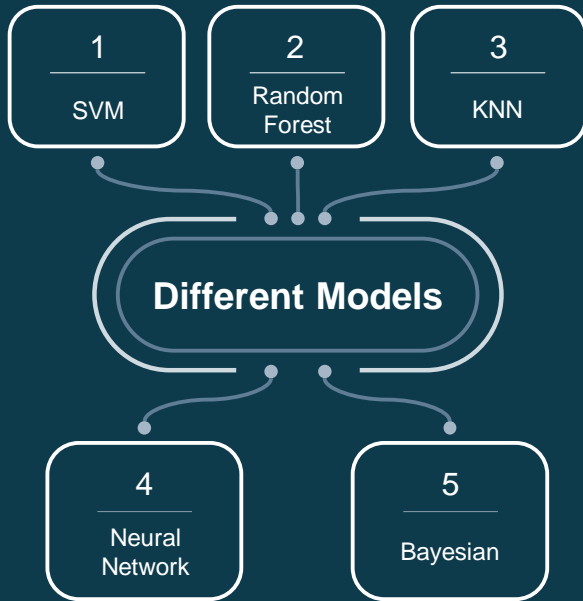 1
SVM
2
Random
Forest
3
KNN
Different Models
4
Neural
Network
5
Bayesian